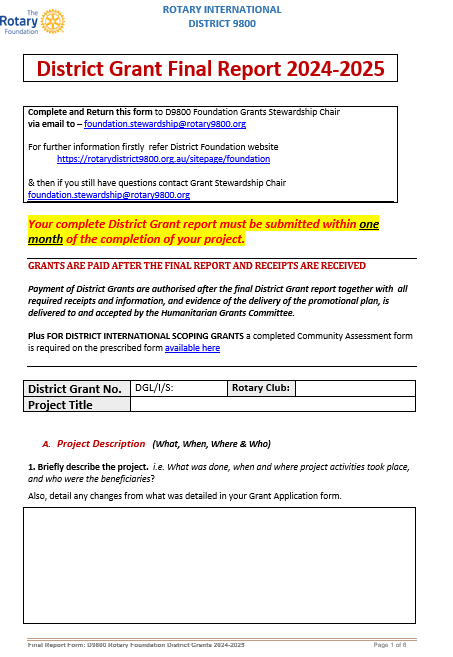 The
Rotary
Foundation
ROTARY INTERNATIONAL
DISTRICT 9800
District Grant Final Report 2024-2025
Complete and Return this form to D9800 Foundation Grants Stewardship Chair
via email to – foundation.stewardship@rotary9800.org
For further information firstly refer District Foundation website
https://rotarydistrict9800.org.au/sitepage/foundation
& then if you still have questions contact Grant Stewardship Chair
foundation.stewardship@rotary9800.org
Your complete District Grant report must be submitted within one
month of the completion of your project.
GRANTS ARE PAID AFTER THE FINAL REPORT AND RECEIPTS ARE RECEIVED
Payment of District Grants are authorised after the final District Grant report together with all
required receipts and information, and evidence of the delivery of the promotional plan, is
delivered to and accepted by the Humanitarian Grants Committee.
Plus FOR DISTRICT INTERNATIONAL SCOPING GRANTS a completed Community Assessment form
is required on the prescribed form available here
District Grant No. DGL/I/S: Rotary Club:
Project Title
A. Project Description (What, When, Where & Who)
1. Briefly describe the project. i.e. What was done, when and where project activities took place,
and who were the beneficiaries?
Also, detail any changes from what was detailed in your Grant Application form.
Final Report Form: D9800 Rotary Foundation District Grants 2024-2025 Page 1 of 6